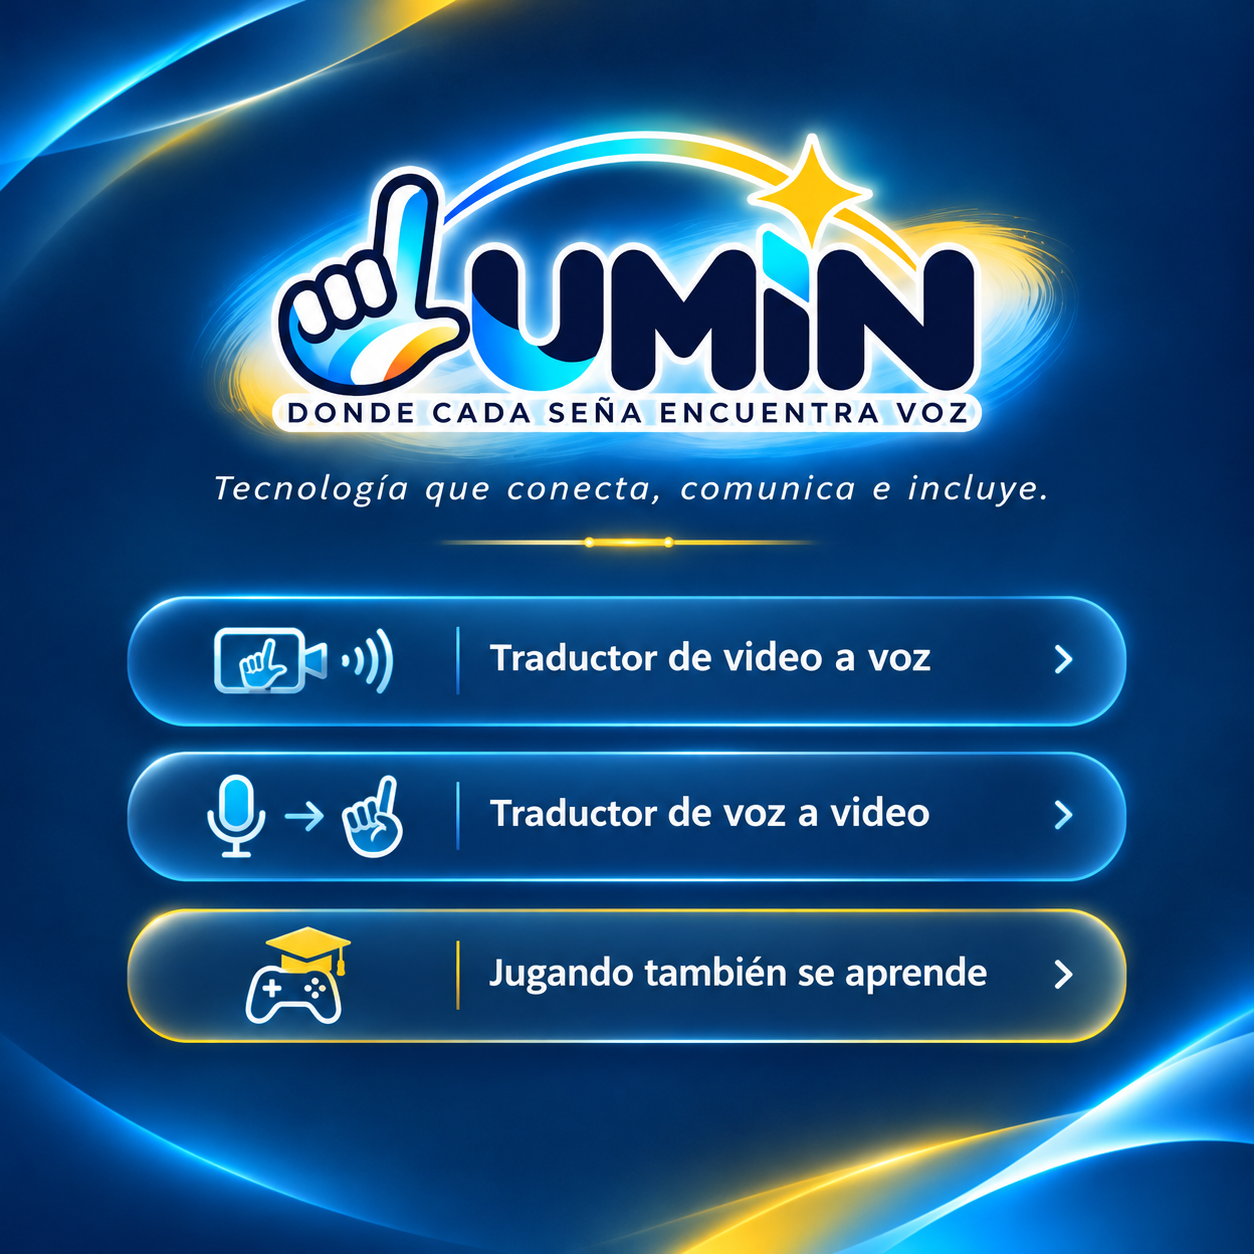 LUMIN
DONDE CADA SEÑA ENCUENTRA VOZ
Tecnología que conecta, comunica e incluye.
Traductor de video a voz
Traductor de voz a video
Jugando también se aprende